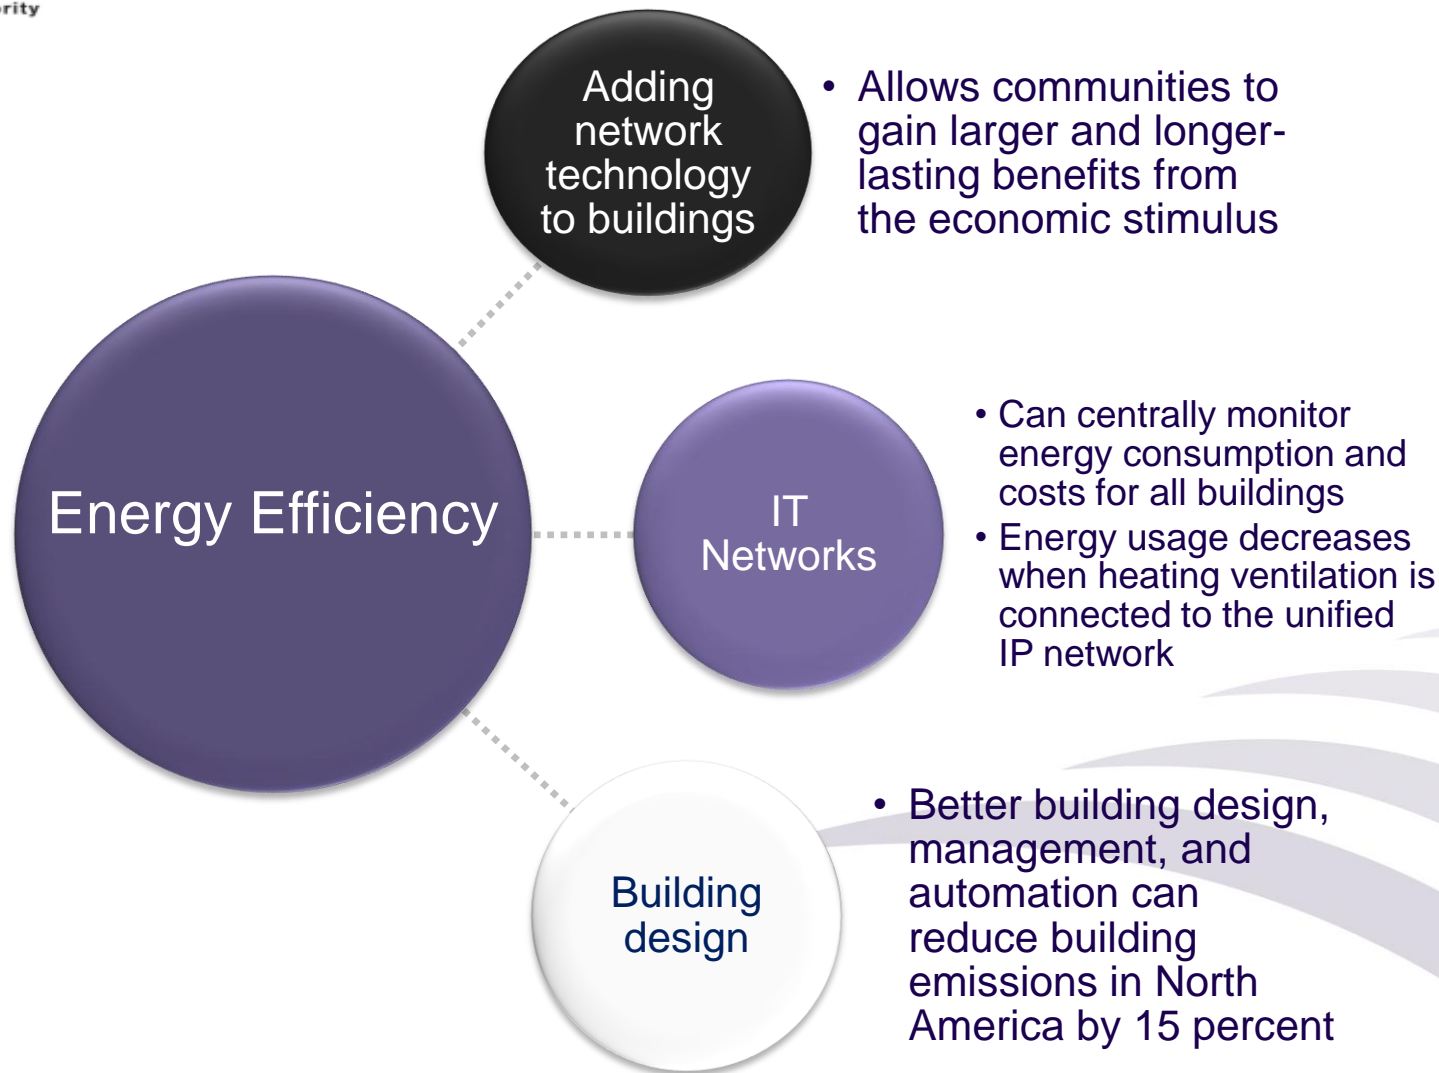 Adding
network
technology
to buildings
• Allows communities to
gain larger and longer-
lasting benefits from
the economic stimulus
Energy Efficiency
IT
Networks
• Can centrally monitor
energy consumption and
costs for all buildings
• Energy usage decreases
when heating ventilation is
connected to the unified
IP network
Building
design
• Better building design,
management, and
automation can
reduce building
emissions in North
America by 15 percent